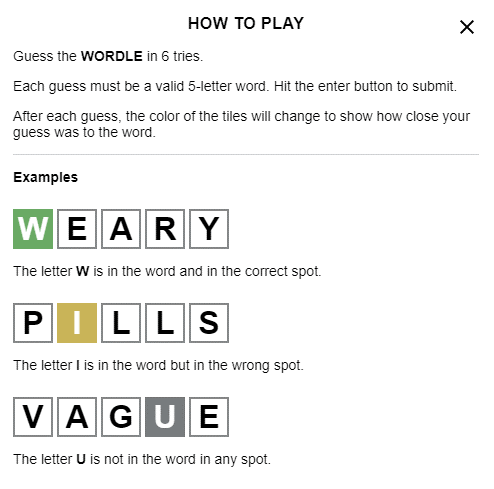 HOW TO PLAY
Guess the WORDLE in 6 tries.
Each guess must be a valid 5-letter word. Hit the enter button to submit.
After each guess, the color of the tiles will change to show how close your
guess was to the word.
Examples
WEARY
The letter W is in the word and in the correct spot.
PILLS
The letter I is in the word but in the wrong spot.
VAGUE
The letter U is not in the word in any spot.